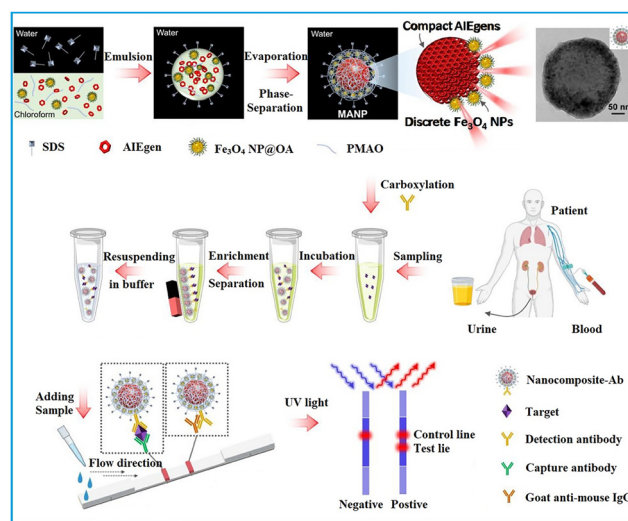 Water
Chloroform
Emulsion
Water
Evaporation
Phase-
Separation
Water
MANP
Compact AIEgens
Discrete Fe₃O₄ NPs
50 nm
SDS
AIEgen
Fe₃O₄ NP@OA
PMAO
Carboxylation
Patient
Resuspending
in buffer
Enrichment
Separation
Incubation
Sampling
Urine
Blood
Adding
Sample
Flow direction
UV light
Control line
Test lie
Negative
Postive
Nanocomposite-Ab
Target
Detection antibody
Capture antibody
Goat anti-mouse IgG